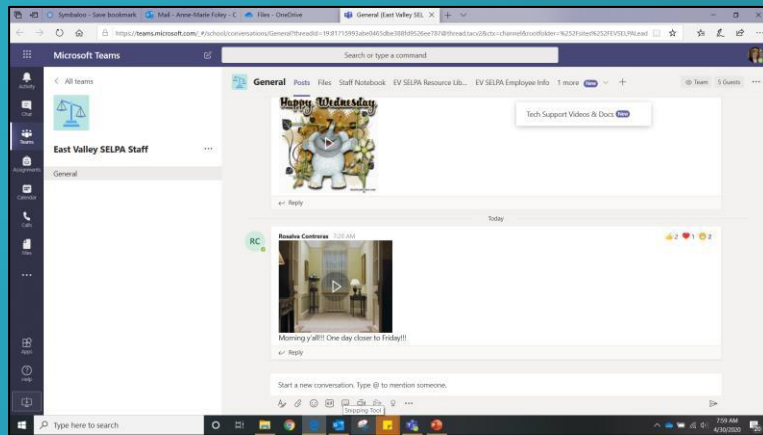 Symbaloo - Save bookmark
Mail - Anne-Marie Foley - O
Files - OneDrive
General (East Valley SEL
Microsoft Teams
Search or type a command
Activity
Chat
Teams
Assignments
Calendar
Calls
Files
Apps
Help
All teams
East Valley SELPA Staff
General
General Posts Files Staff Notebook EV SELPA Resource Lib... EV SELPA Employee Info 1 more New
Team 5 Guests
Tech Support Videos & Docs New
Happy Wednesday
Reply
Today
RC
Rosalva Contreras 7:59 AM
2 1 2
Morning y'all!!! One day closer to Friday!!!
Reply
Start a new conversation. Type @ to mention someone.
Snipping Tool
Type here to search
7:59 AM
4/30/2020